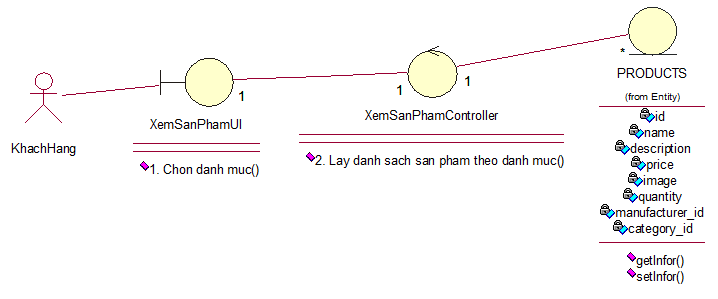 KhachHang
XemSanPhamUI
1. Chon danh muc()
1
1
XemSanPhamController
2. Lay danh sach san pham theo danh muc()
1
*
PRODUCTS
(from Entity)
id
name
description
price
image
quantity
manufacturer_id
category_id
getInfor()
setInfor()